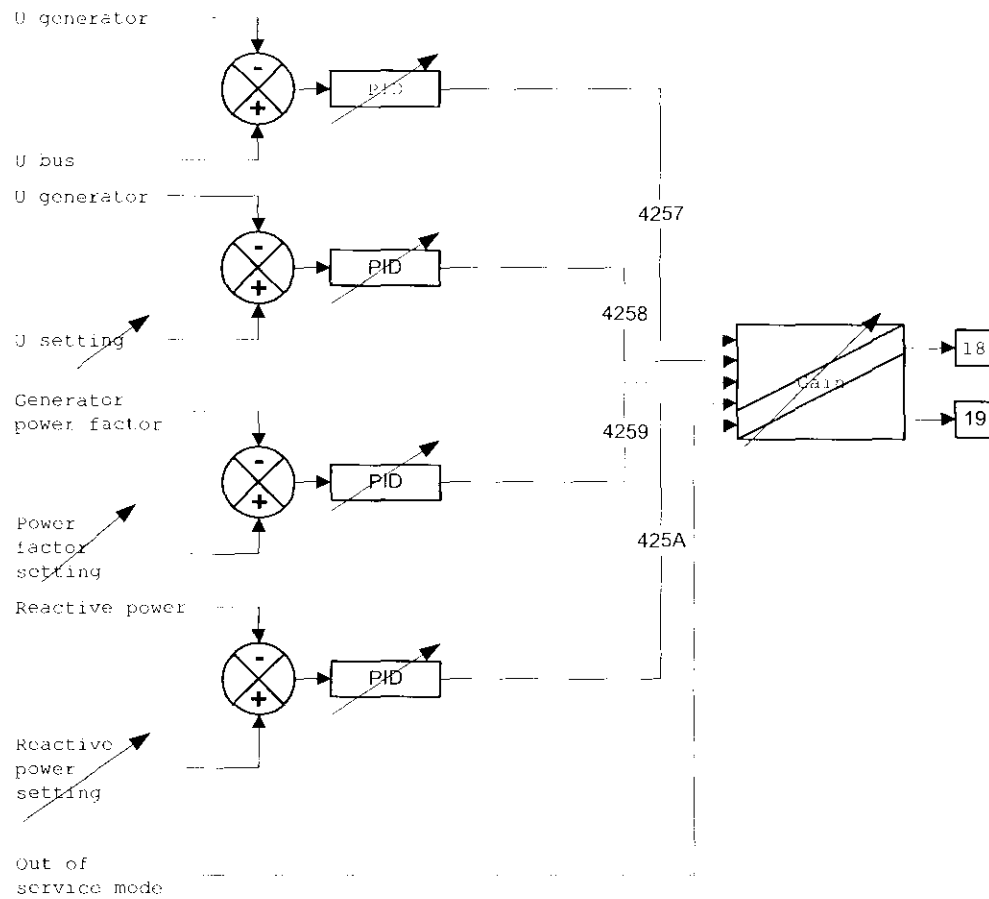 U generator
-
PID
+
U bus
U generator
4257
-
PID
+
4258
U setting
Gain
18
Generator
power factor
19
4259
-
PID
+
Power
factor
setting
425A
Reactive power
-
PID
+
Reactive
power
setting
Out of
service mode